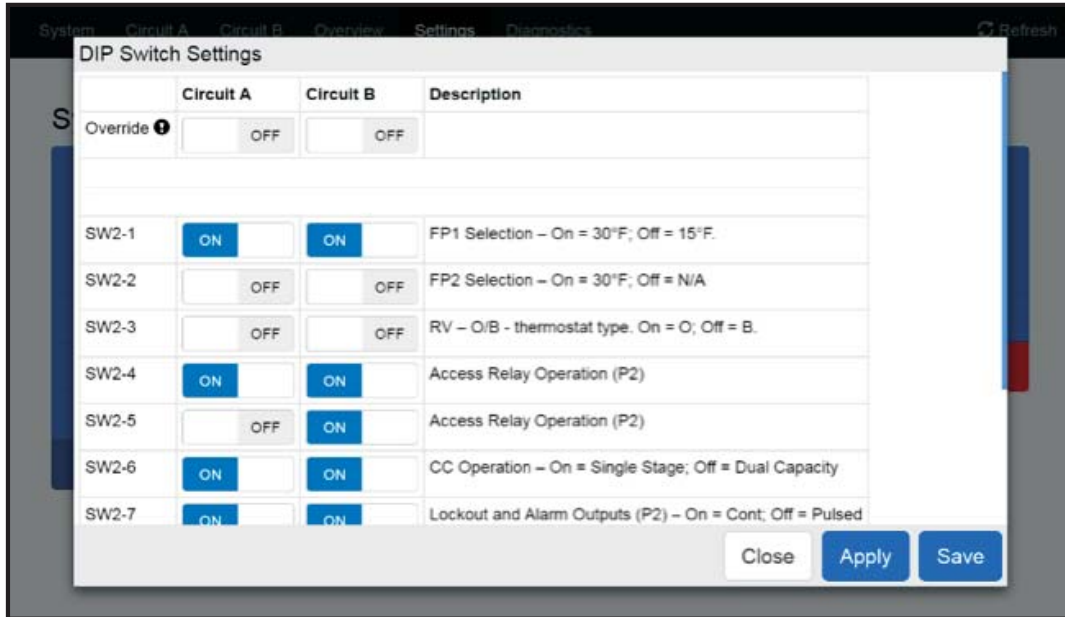 System Circuit A Circuit B Overview Settings Diagnostics Refresh
DIP Switch Settings
Circuit A Circuit B Description
Override OFF OFF
SW2-1 ON ON FP1 Selection – On = 30°F; Off = 15°F.
SW2-2 OFF OFF FP2 Selection – On = 30°F; Off = N/A
SW2-3 OFF OFF RV – O/B - thermostat type. On = O; Off = B.
SW2-4 ON ON Access Relay Operation (P2)
SW2-5 OFF ON Access Relay Operation (P2)
SW2-6 ON ON CC Operation – On = Single Stage; Off = Dual Capacity
SW2-7 ON ON Lockout and Alarm Outputs (P2) – On = Cont; Off = Pulsed
Close Apply Save